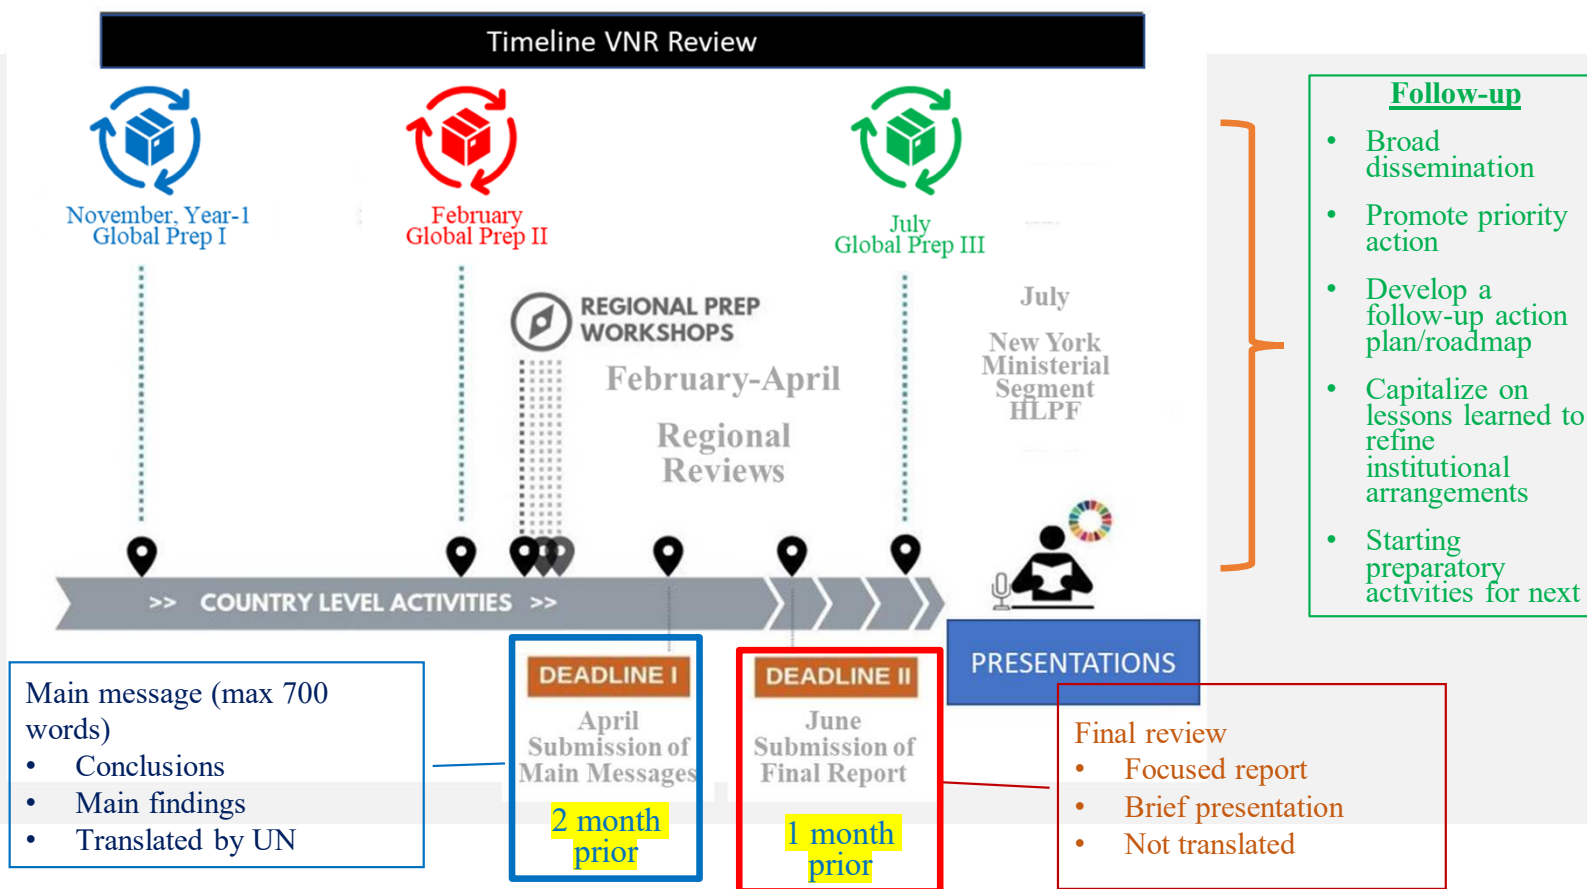 Timeline VNR Review
November, Year-1
Global Prep I
February
Global Prep II
July
Global Prep III
REGIONAL PREP
WORKSHOPS
February-April
Regional
Reviews
July
New York
Ministerial
Segment
HLPF
>> COUNTRY LEVEL ACTIVITIES >>
DEADLINE I
April
Submission of
Main Messages
2 month
prior
DEADLINE II
June
Submission of
Final Report
1 month
prior
PRESENTATIONS
Main message (max 700
words)
• Conclusions
• Main findings
• Translated by UN
Final review
• Focused report
• Brief presentation
• Not translated
Follow-up
• Broad
dissemination
• Promote priority
action
• Develop a
follow-up action
plan/roadmap
• Capitalize on
lessons learned to
refine
institutional
arrangements
• Starting
preparatory
activities for next